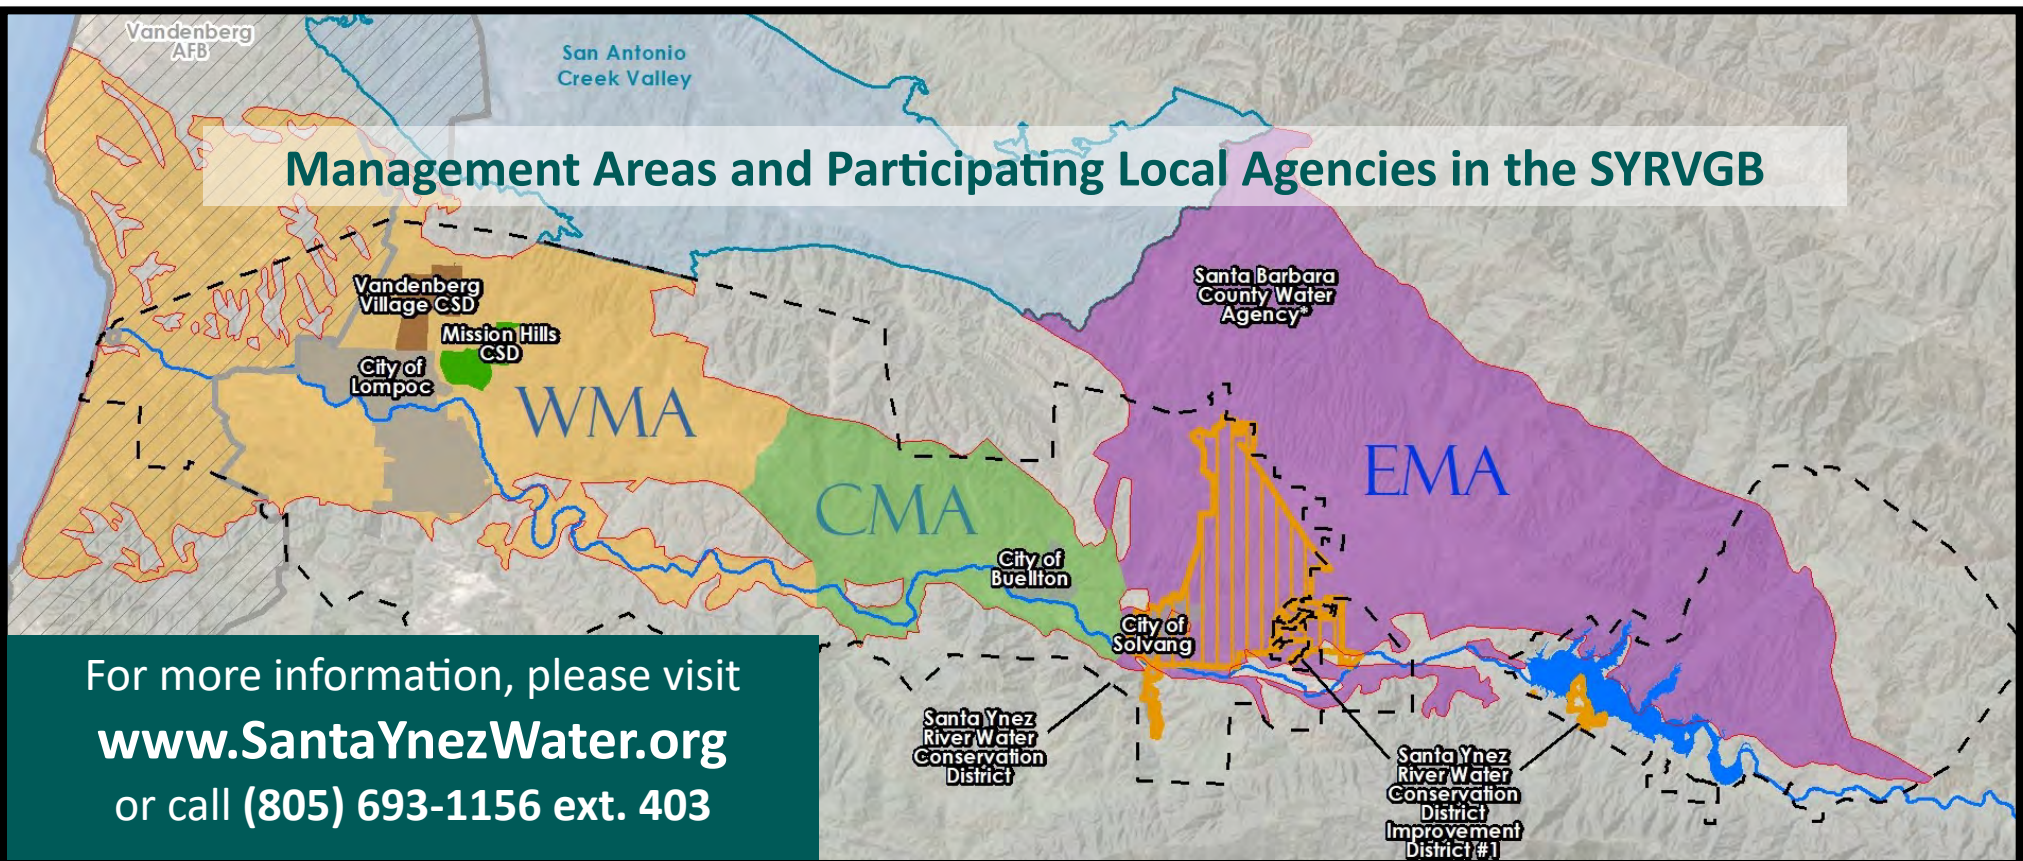 Vandenberg
AFB
San Antonio
Creek Valley
Management Areas and Participating Local Agencies in the SYRVGB
Santa Barbara
County Water
Agency*
Vandenberg
Village CSD
Mission Hills
CSD
City of
Lompoc
WMA
EMA
CMA
City of
Buellton
City of
Solvang
Santa Ynez
River Water
Conservation
District
Santa Ynez
River Water
Conservation
District
Improvement
District #1
For more information, please visit
www.SantaYnezWater.org
or call (805) 693-1156 ext. 403